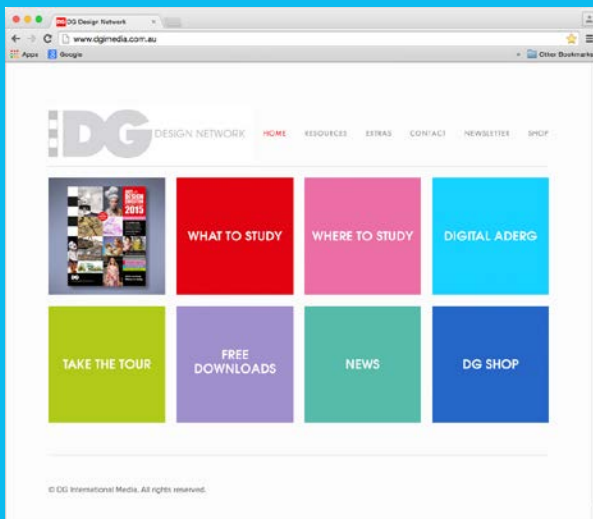 DG Design Network
www.dgimedia.com.au
Apps Google Other Bookmarks
DG DESIGN NETWORK
HOME RESOURCES EXTRAS CONTACT NEWSLETTER SHOP
DESIGN
2015
DG
WHAT TO STUDY
WHERE TO STUDY
DIGITAL ADERG
TAKE THE TOUR
FREE
DOWNLOADS
NEWS
DG SHOP
© DG International Media. All rights reserved.